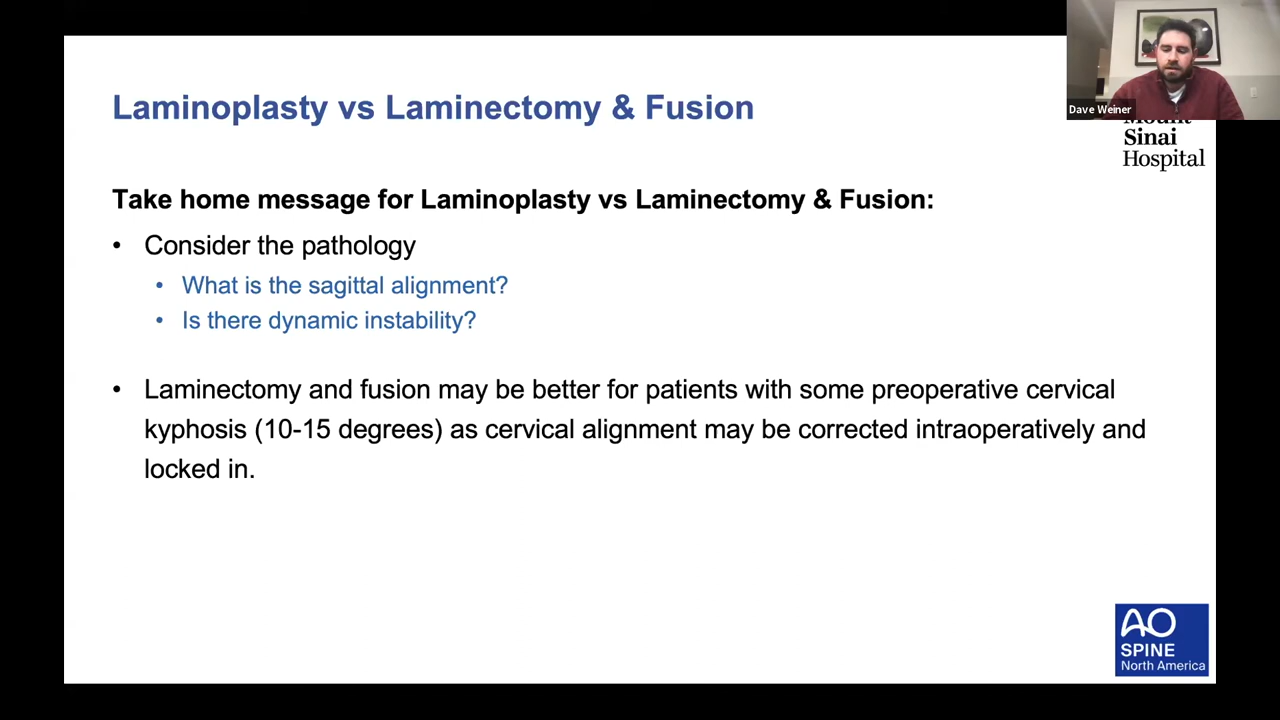 Dave Weiner
Mount
Sinai
Hospital
Laminoplasty vs Laminectomy & Fusion
Take home message for Laminoplasty vs Laminectomy & Fusion:
• Consider the pathology
• What is the sagittal alignment?
• Is there dynamic instability?
• Laminectomy and fusion may be better for patients with some preoperative cervical
kyphosis (10-15 degrees) as cervical alignment may be corrected intraoperatively and
locked in.
AO
SPINE
North America